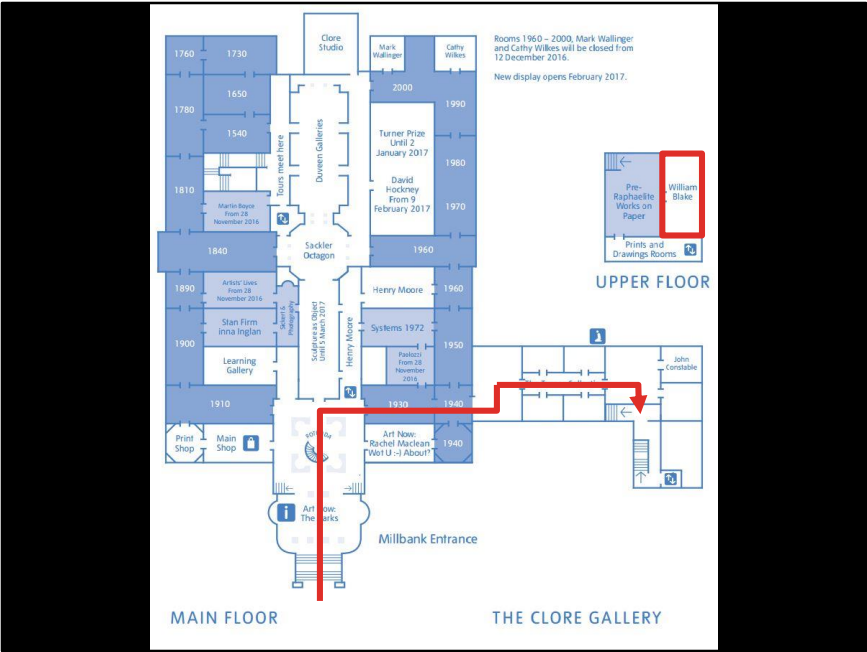 Clore
Studio
Mark
Wallinger
Cathy
Wilkes
Rooms 1960 – 2000, Mark Wallinger
and Cathy Wilkes will be closed from
12 December 2016.
New display opens February 2017.
1760
1730
2000
1650
1990
1780
1540
Tours meet here
Duveen Galleries
Turner Prize
Until 2
January 2017
David
Hockney
From 9
February 2017
1980
1970
1810
Martin Boyce
From 28
November 2016
Pre-
Raphaelite
Works on
Paper
William
Blake
Prints and
Drawings Rooms
UPPER FLOOR
1840
Sackler
Octagon
1960
1890
Artists' Lives
From 28
November 2016
Sickert &
Photography
Sculpture as Object
Until 5 March 2017
Henry Moore
1960
Stan Firm
inna Inglan
Henry Moore
Systems 1972
1900
1950
Learning
Gallery
Paolozzi
From 28
November
2016
John
Constable
1910
1930
1940
Print
Shop
Main
Shop
Art Now:
Rachel Maclean
Wot U :-) About?
1940
i
Art Now:
The
Millbank Entrance
MAIN FLOOR
THE CLORE GALLERY